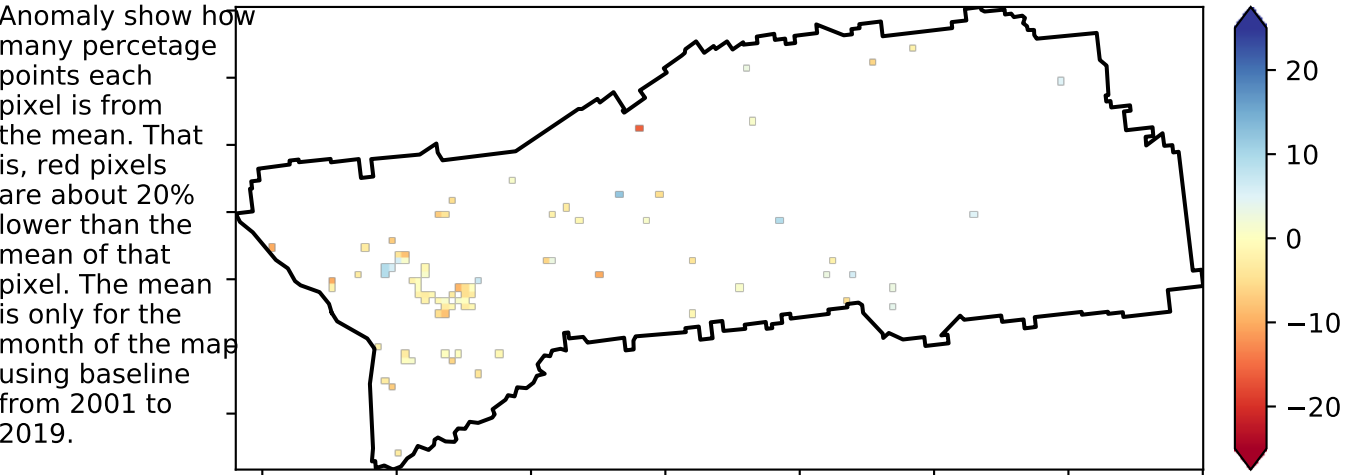 Anomaly show how
many percetage
points each
pixel is from
the mean. That
is, red pixels
are about 20%
lower than the
mean of that
pixel. The mean
is only for the
month of the map
using baseline
from 2001 to
2019.
20
10
0
−10
−20